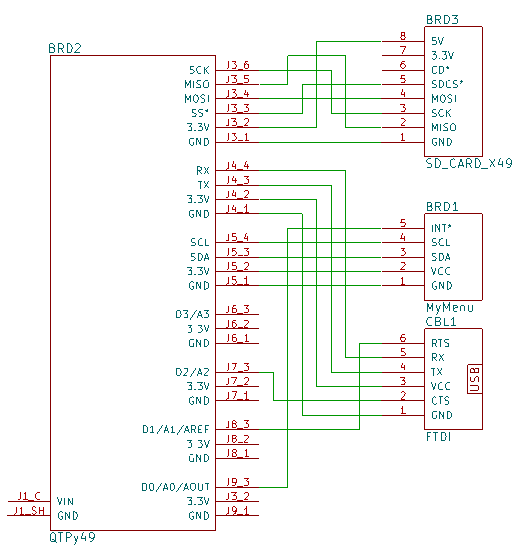 BRD2
SCK J3_6
MISO J3_5
MOSI J3_4
SS* J3_3
3.3V J3_2
GND J3_1
RX J4_4
TX J4_3
3.3V J4_2
GND J4_1
SCL J5_4
SDA J5_3
3.3V J5_2
GND J5_1
D3/A3 J6_3
3 3V J6_2
GND J6_1
D2/A2 J7_3
3.3V J7_2
GND J7_1
D1/A1/AREF J8_3
3 3V J8_2
GND J8_1
D0/A0/AOUT J9_3
3.3V J3_2
GND J9_1
J1_C VIN
J1_SH GND
QTPy49
BRD3
8 5V
7 3.3V
6 CD*
5 SDCS*
4 MOSI
3 SCK
2 MISO
1 GND
SD_CARD_X49
BRD1
5 INT*
4 SCL
3 SDA
2 VCC
1 GND
MyMenu
CBL1
6 RTS
5 RX
4 TX
3 VCC
2 CTS
1 GND
USB
FTDI